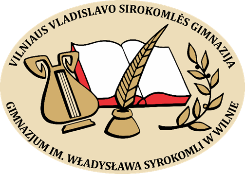 VILNIAUS VLADISLAVO SIROKOMLĖS GIMNAZIJA
GIMNAZJUM IM. WŁADYSŁAWA SYROKOMLI W WILNIE